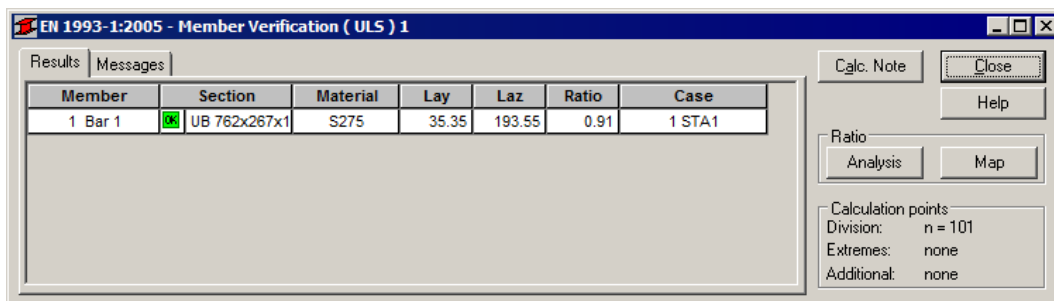 EN 1993-1:2005 - Member Verification ( ULS ) 1
Results Messages
Member Section Material Lay Laz Ratio Case
1 Bar 1 OK UB 762x267x1 S275 35.35 193.55 0.91 1 STA1
Calc. Note Close
Help
Ratio
Analysis Map
Calculation points
Division: n = 101
Extremes: none
Additional: none